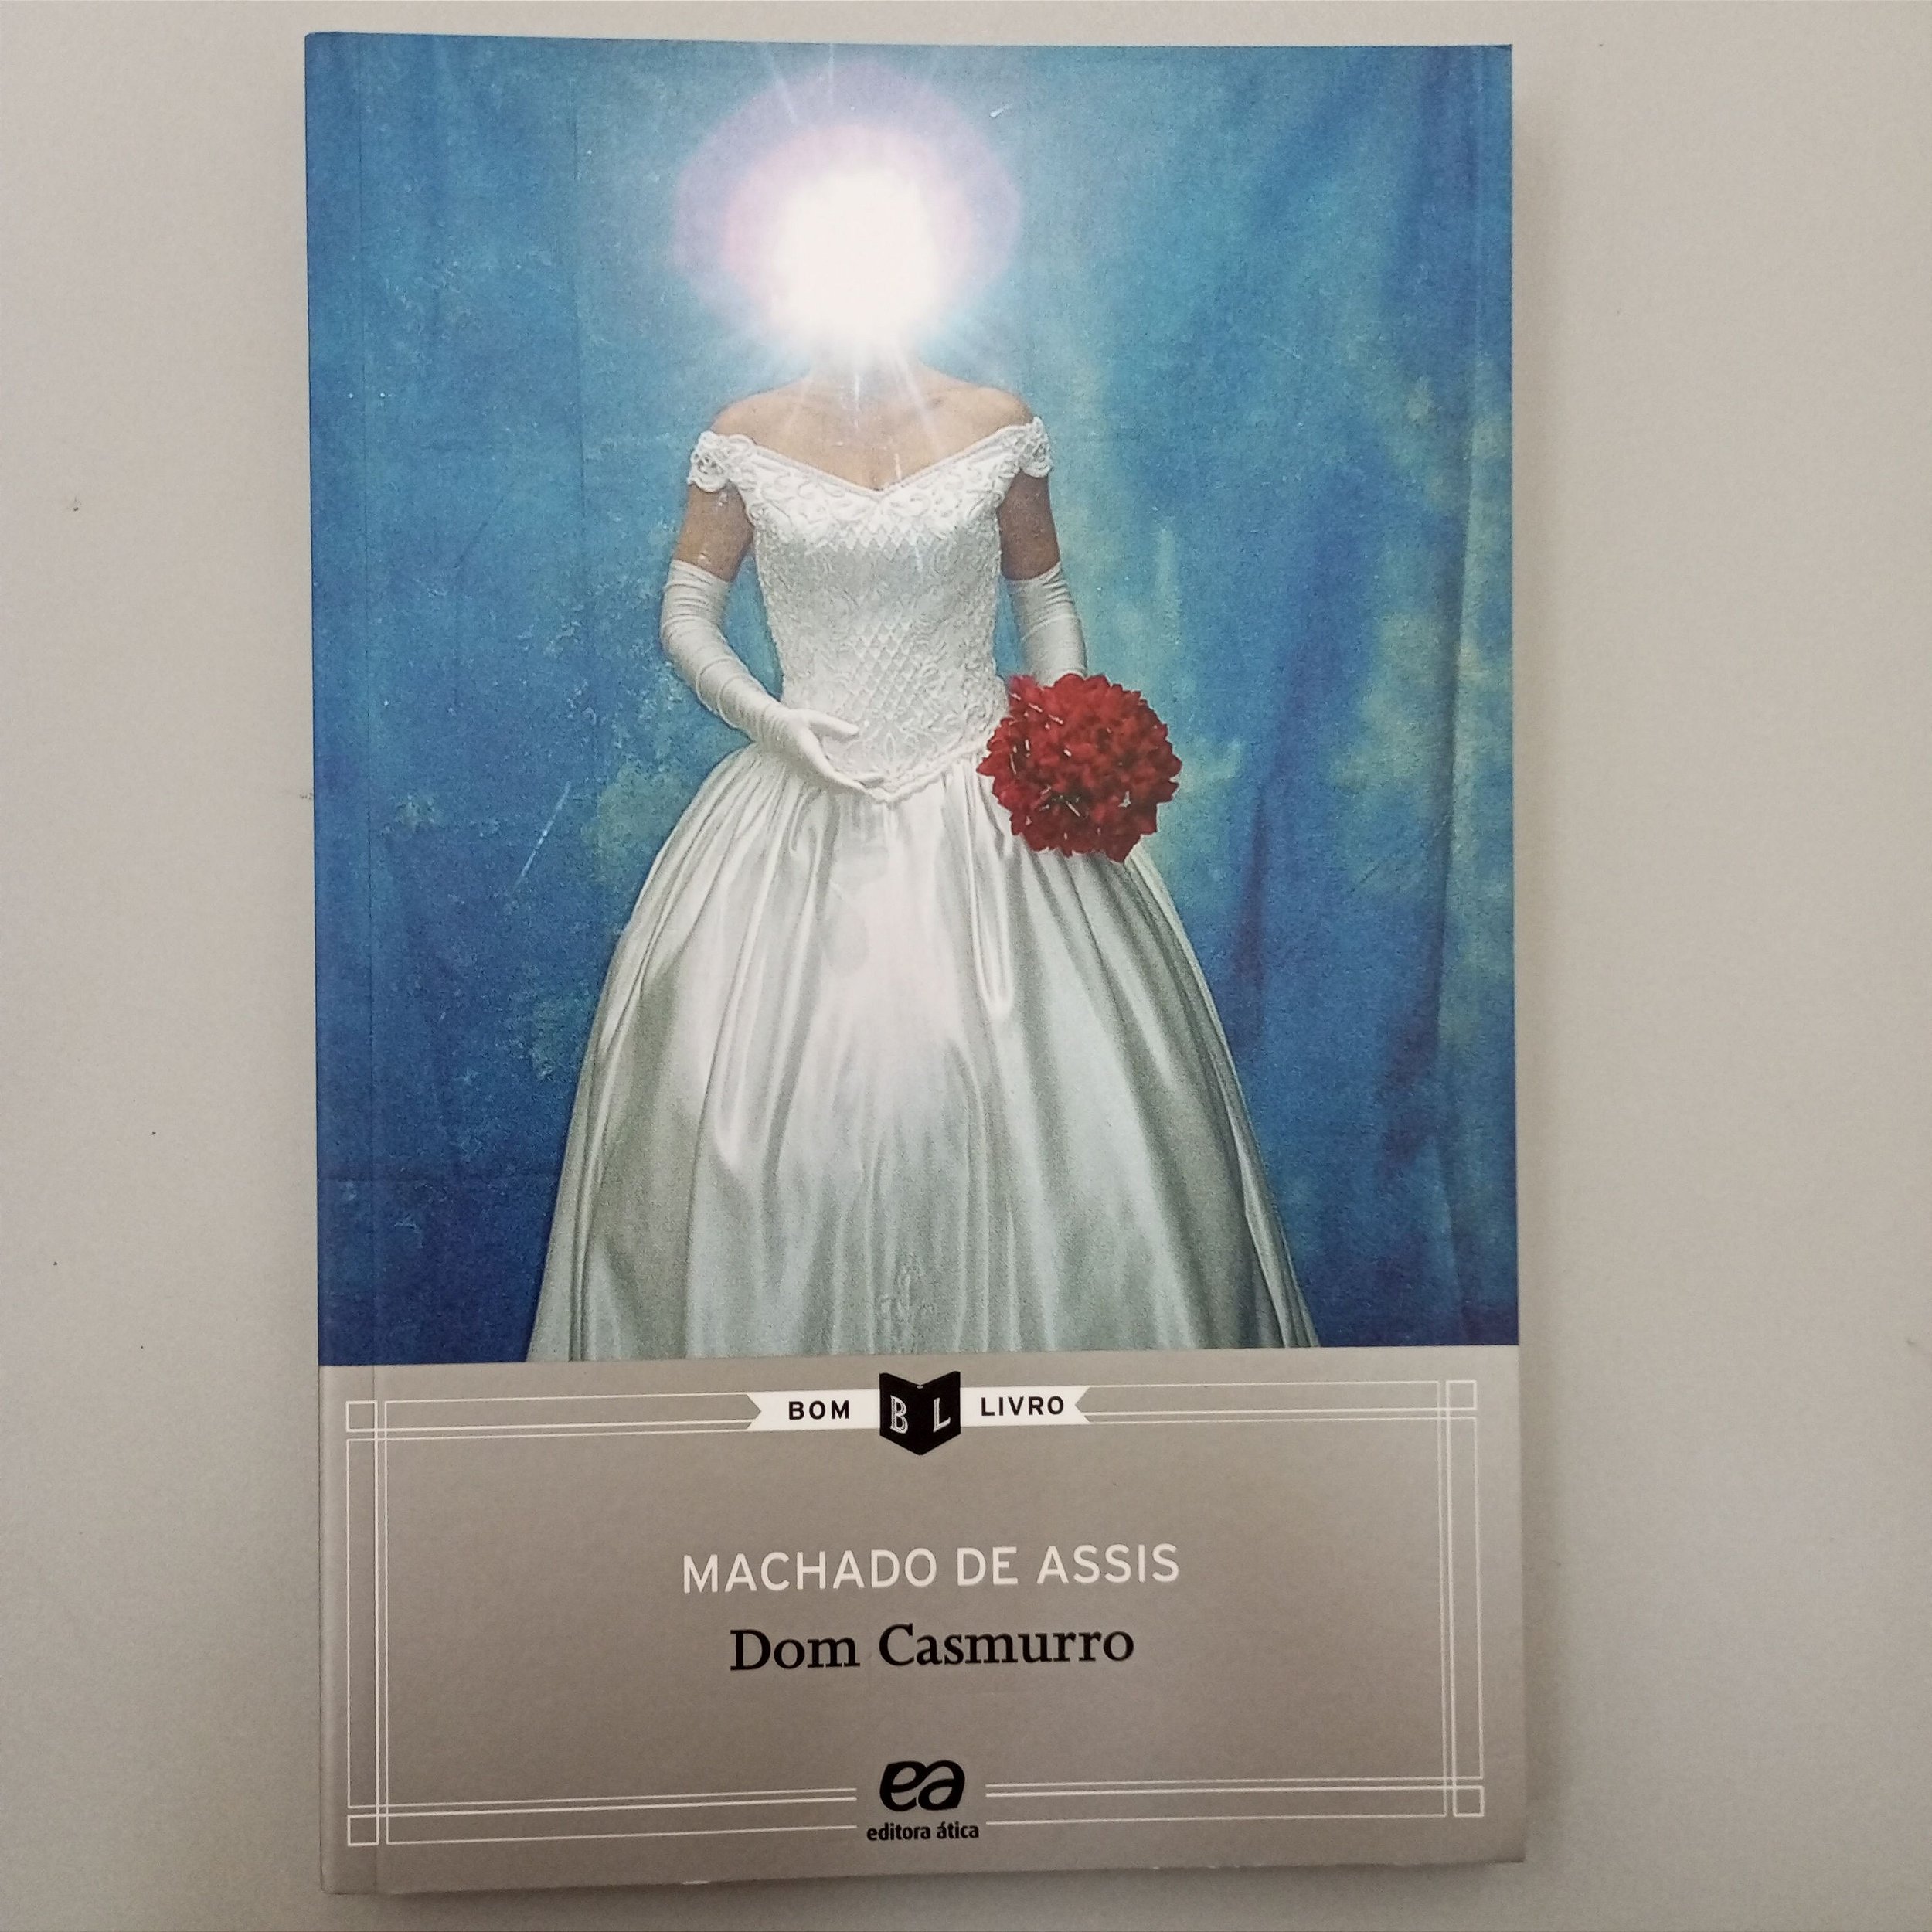 BOM BL LIVRO
MACHADO DE ASSIS
Dom Casmurro
ea
editora ática